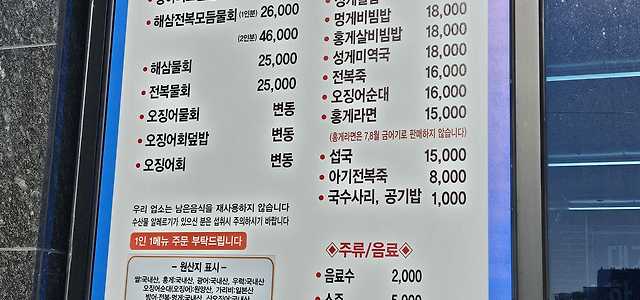 해삼전복모둠물회 (1인분) 26,000
(2인분) 46,000
해삼물회 25,000
전복물회 25,000
오징어물회 변동
오징어회덮밥 변동
오징어회 변동
우리 업소는 남은음식을 재사용하지 않습니다
수산물 알레르기가 있으신 분은 섭취시 주의하시기 바랍니다
1인 1메뉴 주문 부탁드립니다
- 원산지 표시 -
쌀:국내산, 홍게:국내산, 광어:국내산, 우럭:국내산
오징어순대(오징어):원양산, 가리비:일본산
멍게비빔밥 18,000
홍게살비빔밥 18,000
성게미역국 18,000
전복죽 16,000
오징어순대 16,000
홍게라면 15,000
(홍게라면은 7,8월 금어기로 판매하지 않습니다)
섭국 15,000
아기전복죽 8,000
국수사리, 공기밥 1,000
◈주류/음료◈
음료수 2,000
소주 5,000